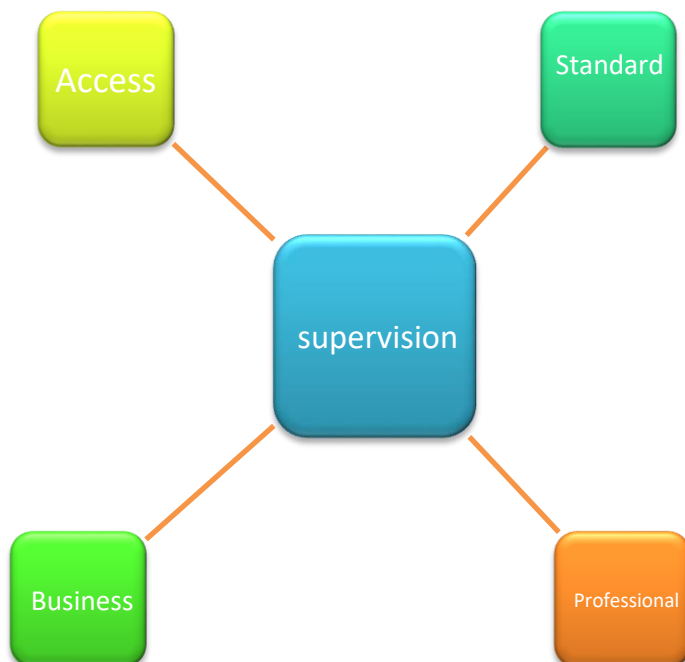 Access
Standard
supervision
Business
Professional